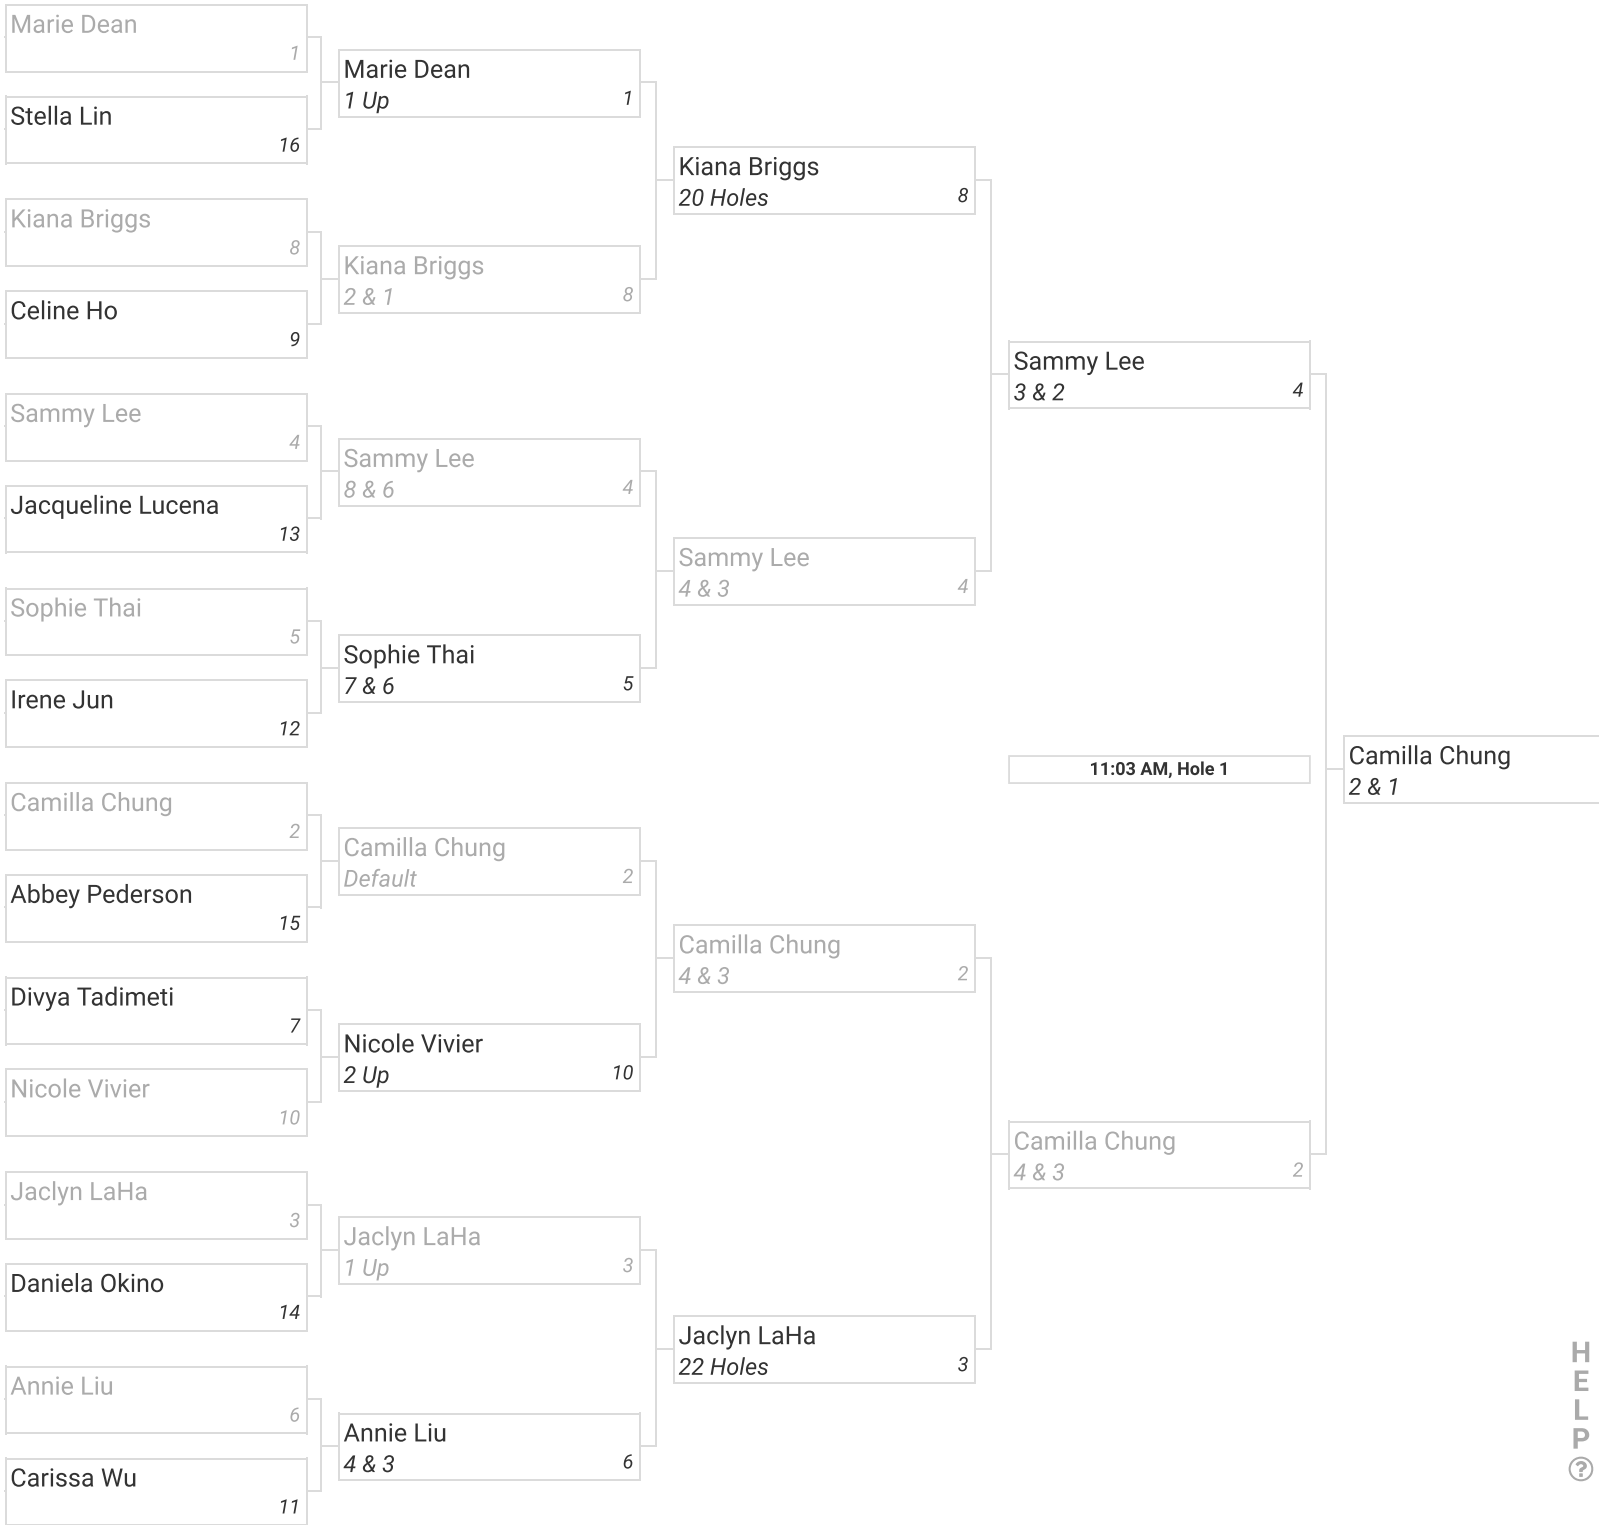 Marie Dean
1
Stella Lin
16
Kiana Briggs
8
Celine Ho
9
Sammy Lee
4
Jacqueline Lucena
13
Sophie Thai
5
Irene Jun
12
Camilla Chung
2
Abbey Pederson
15
Divya Tadimeti
7
Nicole Vivier
10
Jaclyn LaHa
3
Daniela Okino
14
Annie Liu
6
Carissa Wu
11
Marie Dean
1 Up 1
Kiana Briggs
2 & 1 8
Sammy Lee
8 & 6 4
Sophie Thai
7 & 6 5
Camilla Chung
Default 2
Nicole Vivier
2 Up 10
Jaclyn LaHa
1 Up 3
Annie Liu
4 & 3 6
Kiana Briggs
20 Holes 8
Sammy Lee
4 & 3 4
Camilla Chung
4 & 3 2
Jaclyn LaHa
22 Holes 3
Sammy Lee
3 & 2 4
11:03 AM, Hole 1
Camilla Chung
4 & 3 2
Camilla Chung
2 & 1
HELP
?